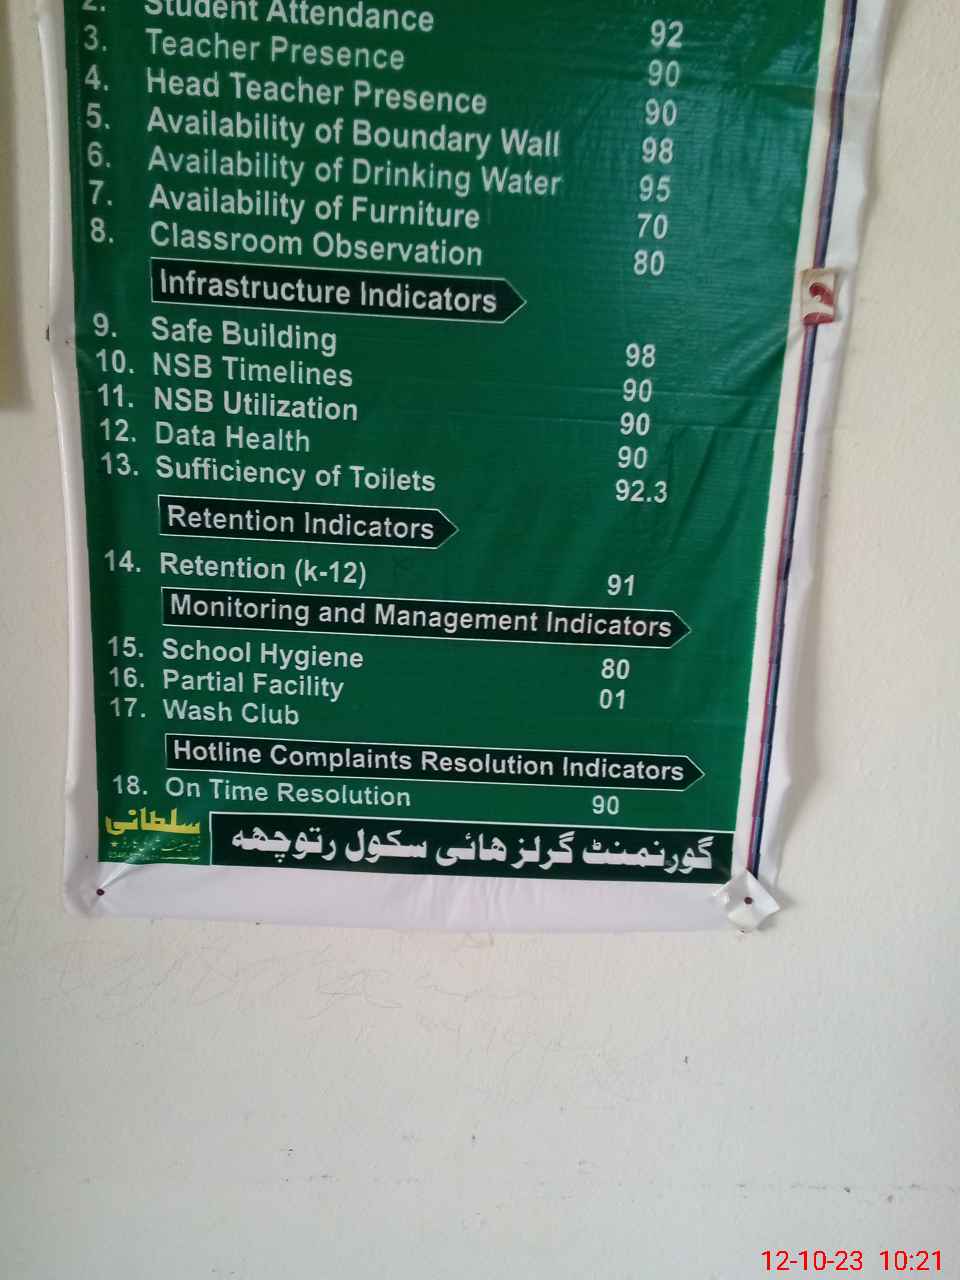 2. Student Attendance 92
3. Teacher Presence 90
4. Head Teacher Presence 90
5. Availability of Boundary Wall 98
6. Availability of Drinking Water 95
7. Availability of Furniture 70
8. Classroom Observation 80
Infrastructure Indicators
9. Safe Building 98
10. NSB Timelines 90
11. NSB Utilization 90
12. Data Health 90
13. Sufficiency of Toilets 92.3
Retention Indicators
14. Retention (k-12) 91
Monitoring and Management Indicators
15. School Hygiene 80
16. Partial Facility 01
17. Wash Club
Hotline Complaints Resolution Indicators
18. On Time Resolution 90
سلطانی
گورنمنٹ گرلز ھائی سکول رتوچھہ
12-10-23 10:21